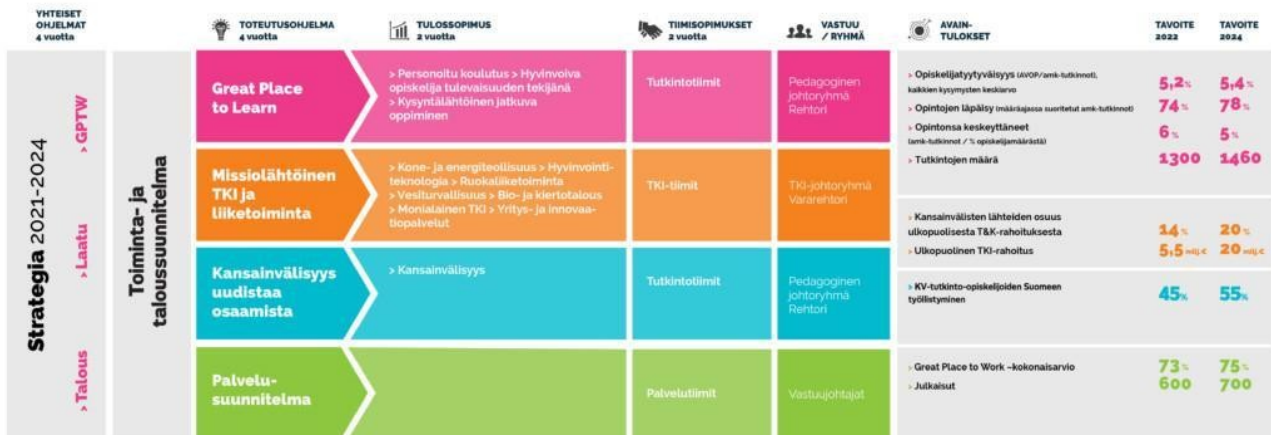 YHTEISET
OHJELMAT
4 vuotta
TOTEUTUSOHJELMA
4 vuotta
TULOSSOPIMUS
2 vuotta
TIIMISOPIMUKSET
2 vuotta
VASTUU
/ RYHMÄ
AVAIN-
TULOKSET
TAVOITE
2022
TAVOITE
2024
Strategia 2021-2024
> GPTW
> Laatu
> Talous
Toiminta- ja
taloussuunnitelma
Great Place
to Learn
> Personoitu koulutus > Hyvinvoiva
opiskelija tulevaisuuden tekijänä
> Kysyntälähtöinen jatkuva
oppiminen
Tutkintotiimit
Pedagoginen
johtoryhmä
Rehtori
> Opiskelijatyytyväisyys (AVOP/amk-tutkinnot),
kaikkien kysymysten keskiarvo
5,2% 5,4%
> Opintojen läpäisy (määräajassa suoritetut amk-tutkinnot)
74% 78%
> Opintonsa keskeyttäneet
(amk-tutkinnot / % opiskelijamäärästä)
6% 5%
> Tutkintojen määrä
1300 1460
Missiolähtöinen
TKI ja
liiketoiminta
> Kone- ja energiteollisuus > Hyvinvointi-
teknologia > Ruokaliiketoiminta
> Vesiturvallisuus > Bio- ja kiertotalous
> Monialainen TKI > Yritys- ja innovaa-
tiopalvelut
TKI-tiimit
TKI-johtoryhmä
Vararehtori
> Kansainvälisten lähteiden osuus
ulkopuolisesta T&K-rahoituksesta
14% 20%
> Ulkopuolinen TKI-rahoitus
5,5 milj.€ 20 milj.€
Kansainvälisyys
uudistaa
osaamista
> Kansainvälisyys
Tutkintotiimit
Pedagoginen
johtoryhmä
Rehtori
> KV-tutkinto-opiskelijoiden Suomeen
työllistyminen
45% 55%
Palvelu-
suunnitelma
Palvelutiimit
Vastuujohtajat
> Great Place to Work –kokonaisarvio
73% 75%
> Julkaisut
600 700